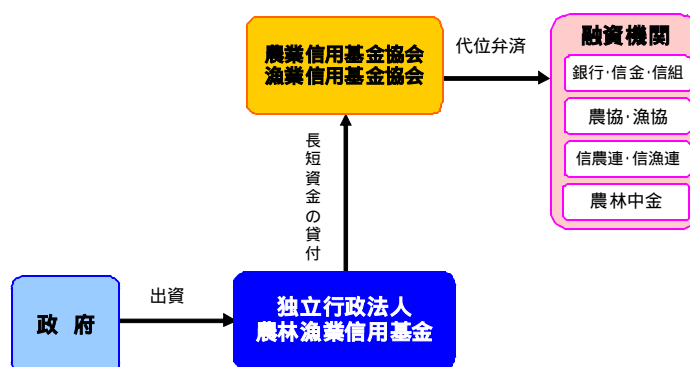 農業信用基金協会
漁業信用基金協会
代位弁済
融資機関
銀行・信金・信組
農協・漁協
信農連・信漁連
農林中金
長短資金の貸付
政府
出資
独立行政法人
農林漁業信用基金